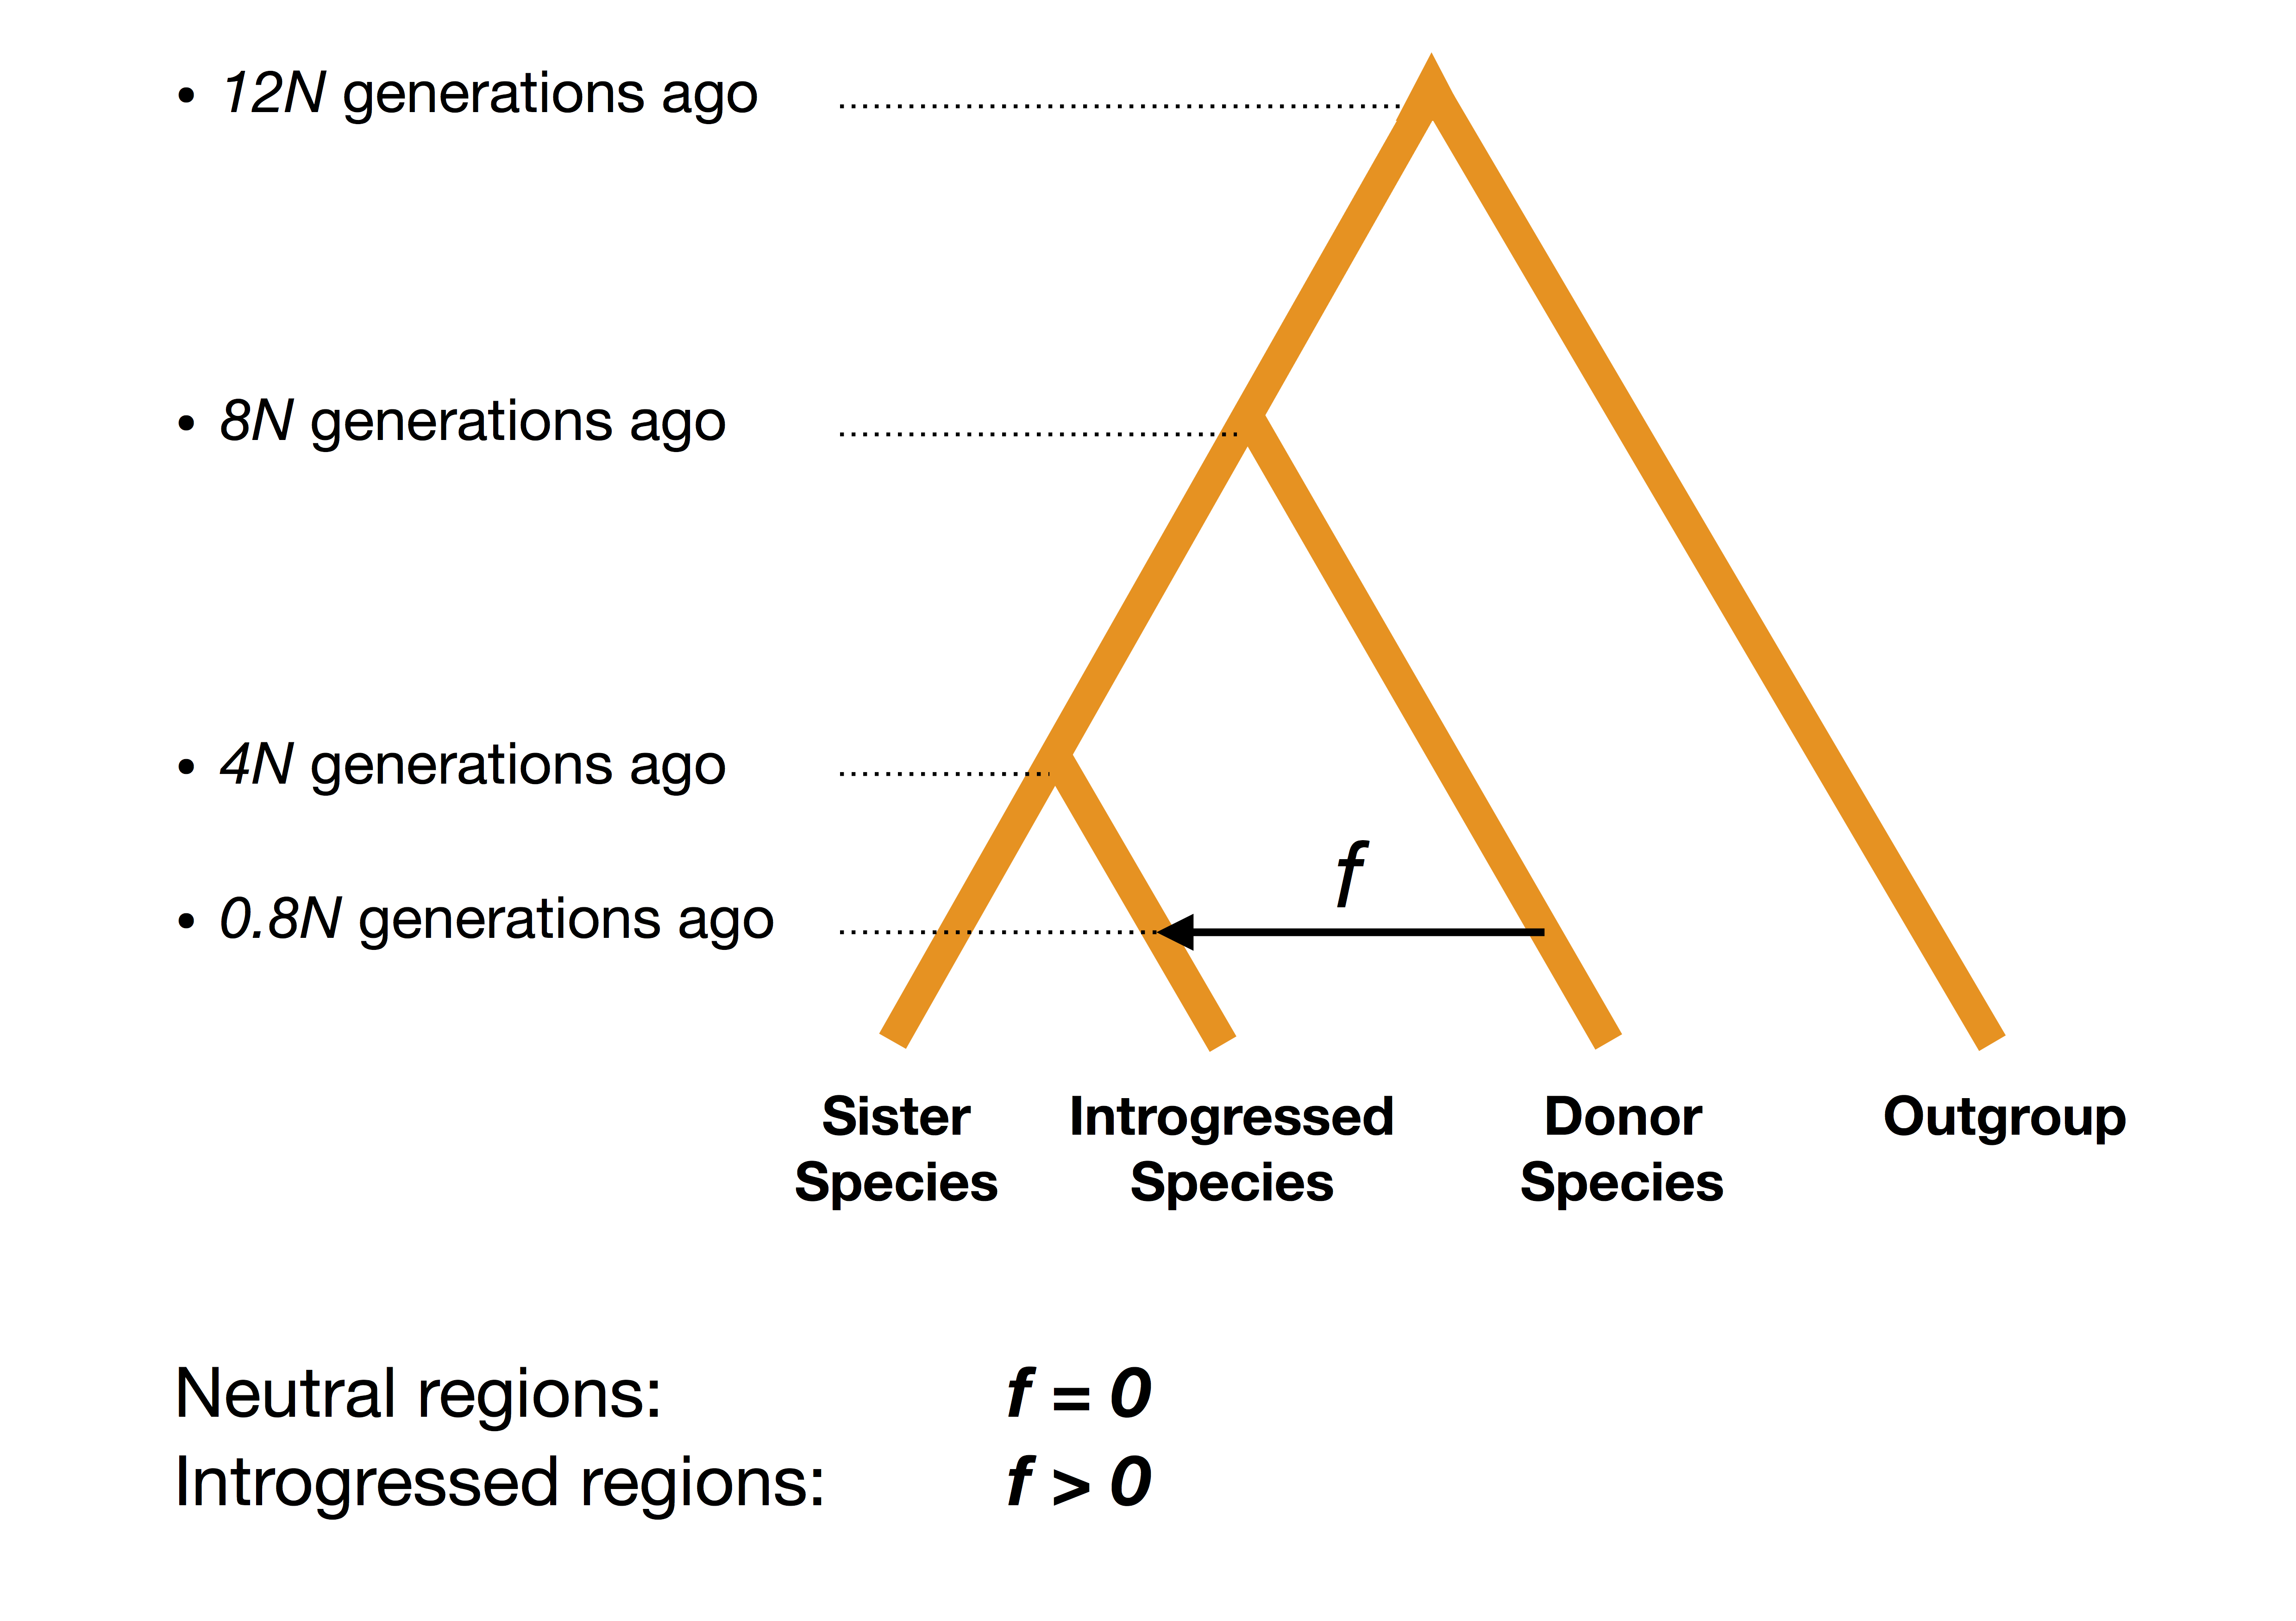 • 12N generations ago
• 8N generations ago
• 4N generations ago
f
• 0.8N generations ago
Sister Species
Introgressed Species
Donor Species
Outgroup
Neutral regions: f = 0
Introgressed regions: f > 0